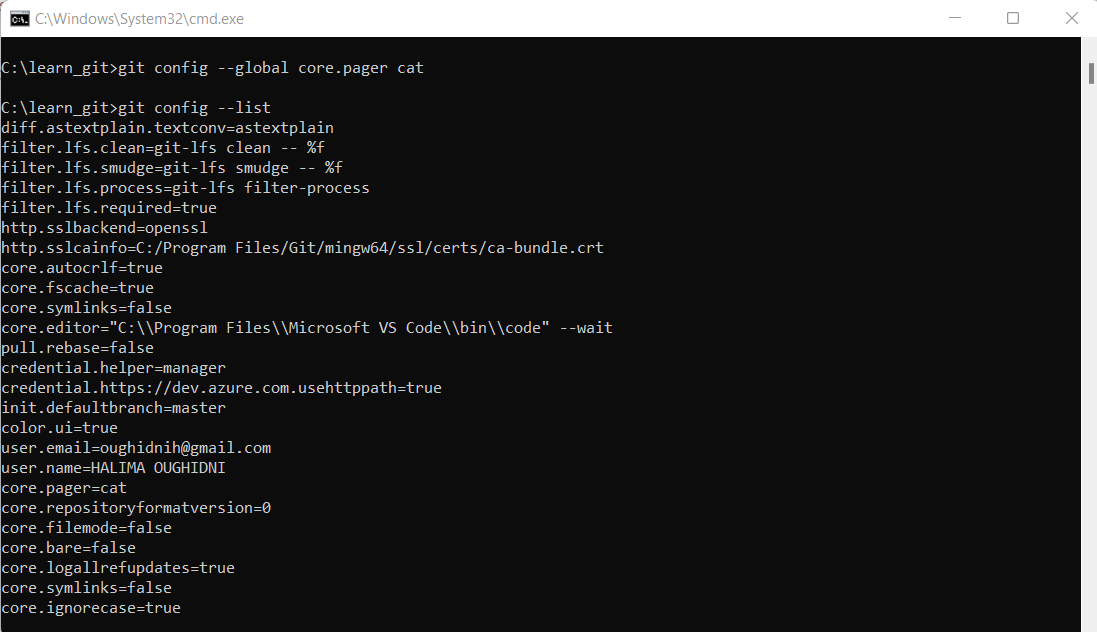 C:\Windows\System32\cmd.exe
C:\learn_git>git config --global core.pager cat
C:\learn_git>git config --list
diff.astextplain.textconv=astextplain
filter.lfs.clean=git-lfs clean -- %f
filter.lfs.smudge=git-lfs smudge -- %f
filter.lfs.process=git-lfs filter-process
filter.lfs.required=true
http.sslbackend=openssl
http.sslcainfo=C:/Program Files/Git/mingw64/ssl/certs/ca-bundle.crt
core.autocrlf=true
core.fscache=true
core.symlinks=false
core.editor="C:\\Program Files\\Microsoft VS Code\\bin\\code" --wait
pull.rebase=false
credential.helper=manager
credential.https://dev.azure.com.usehttppath=true
init.defaultbranch=master
color.ui=true
user.email=oughidnih@gmail.com
user.name=HALIMA OUGHIDNI
core.pager=cat
core.repositoryformatversion=0
core.filemode=false
core.bare=false
core.logallrefupdates=true
core.symlinks=false
core.ignorecase=true